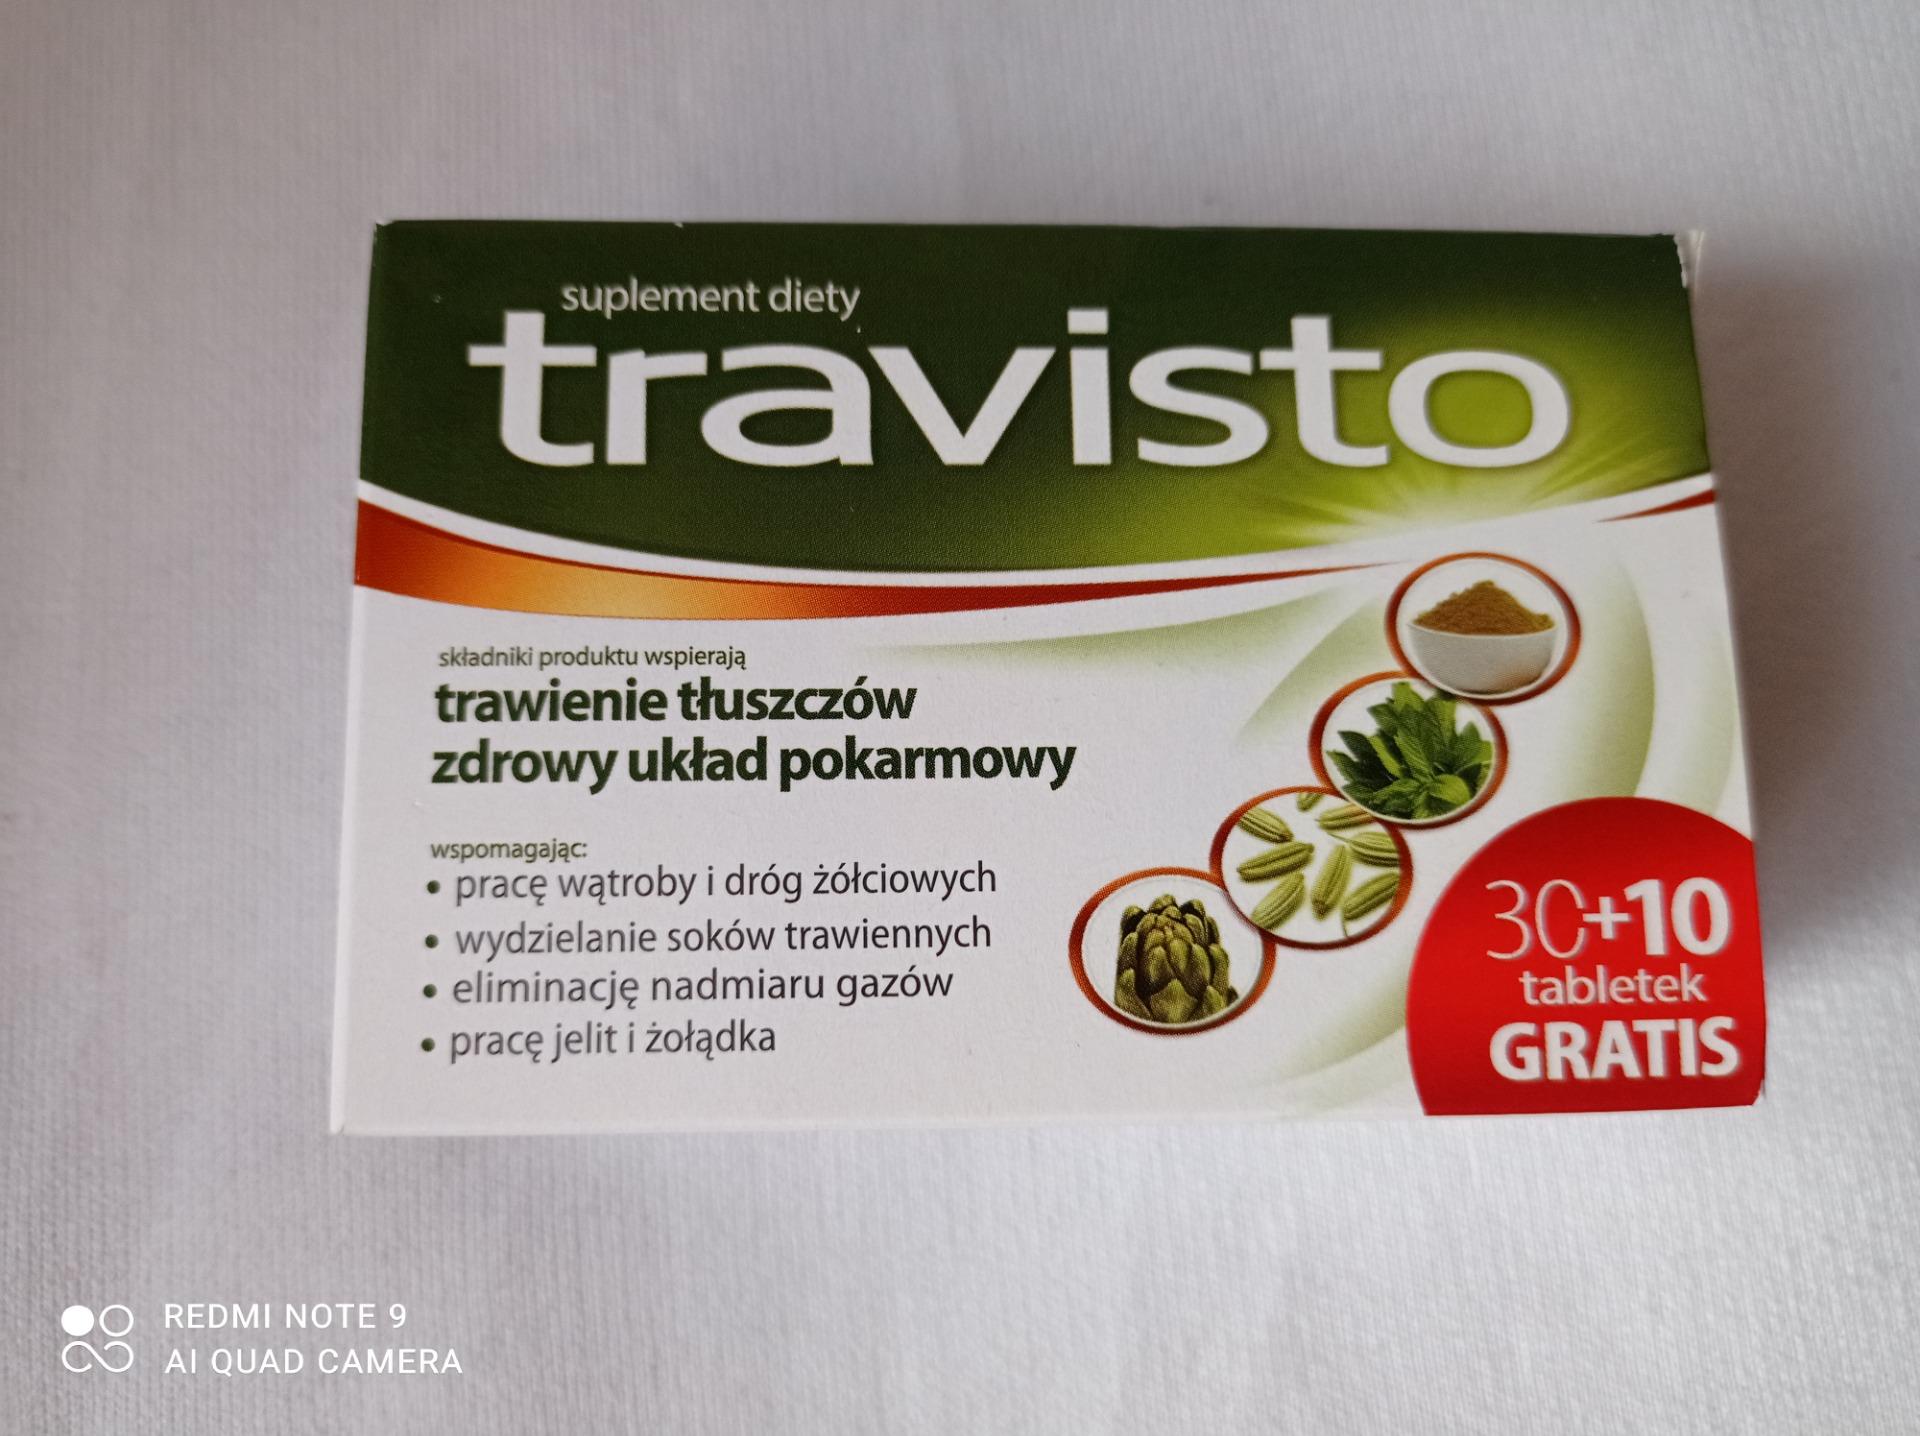 suplement diety
travisto
składniki produktu wspierają
trawienie tłuszczów
zdrowy układ pokarmowy
wspomagając:
• pracę wątroby i dróg żółciowych
• wydzielanie soków trawiennych
• eliminację nadmiaru gazów
• pracę jelit i żołądka
30+10
tabletek
GRATIS
REDMI NOTE 9
AI QUAD CAMERA